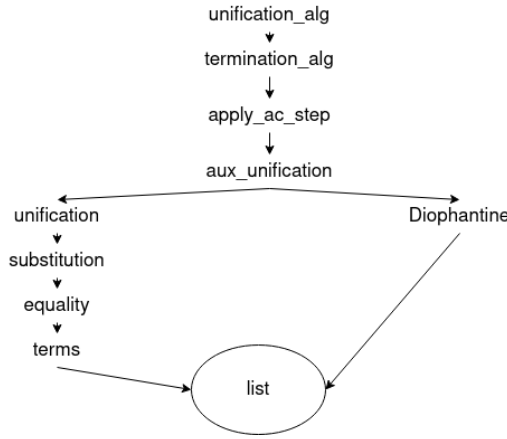 unification_alg
termination_alg
apply_ac_step
aux_unification
unification
Diophantine
substitution
equality
terms
list